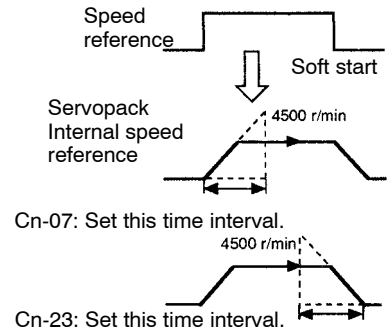 Speed
reference
Soft start
4500 r/min
Servopack
Internal speed
reference
Cn-07: Set this time interval.
4500 r/min
Cn-23: Set this time interval.